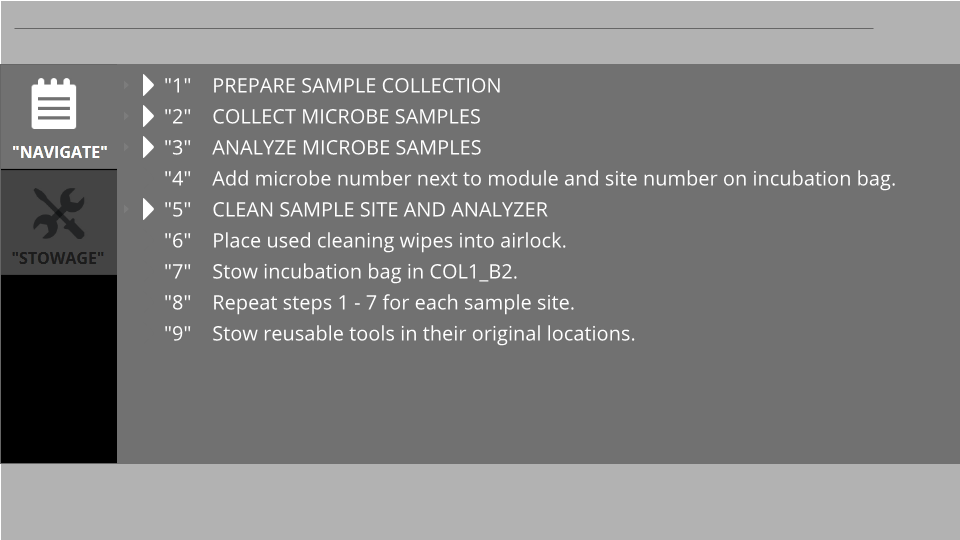 "NAVIGATE"
"STOWAGE"
"1" PREPARE SAMPLE COLLECTION
"2" COLLECT MICROBE SAMPLES
"3" ANALYZE MICROBE SAMPLES
"4" Add microbe number next to module and site number on incubation bag.
"5" CLEAN SAMPLE SITE AND ANALYZER
"6" Place used cleaning wipes into airlock.
"7" Stow incubation bag in COL1_B2.
"8" Repeat steps 1 - 7 for each sample site.
"9" Stow reusable tools in their original locations.